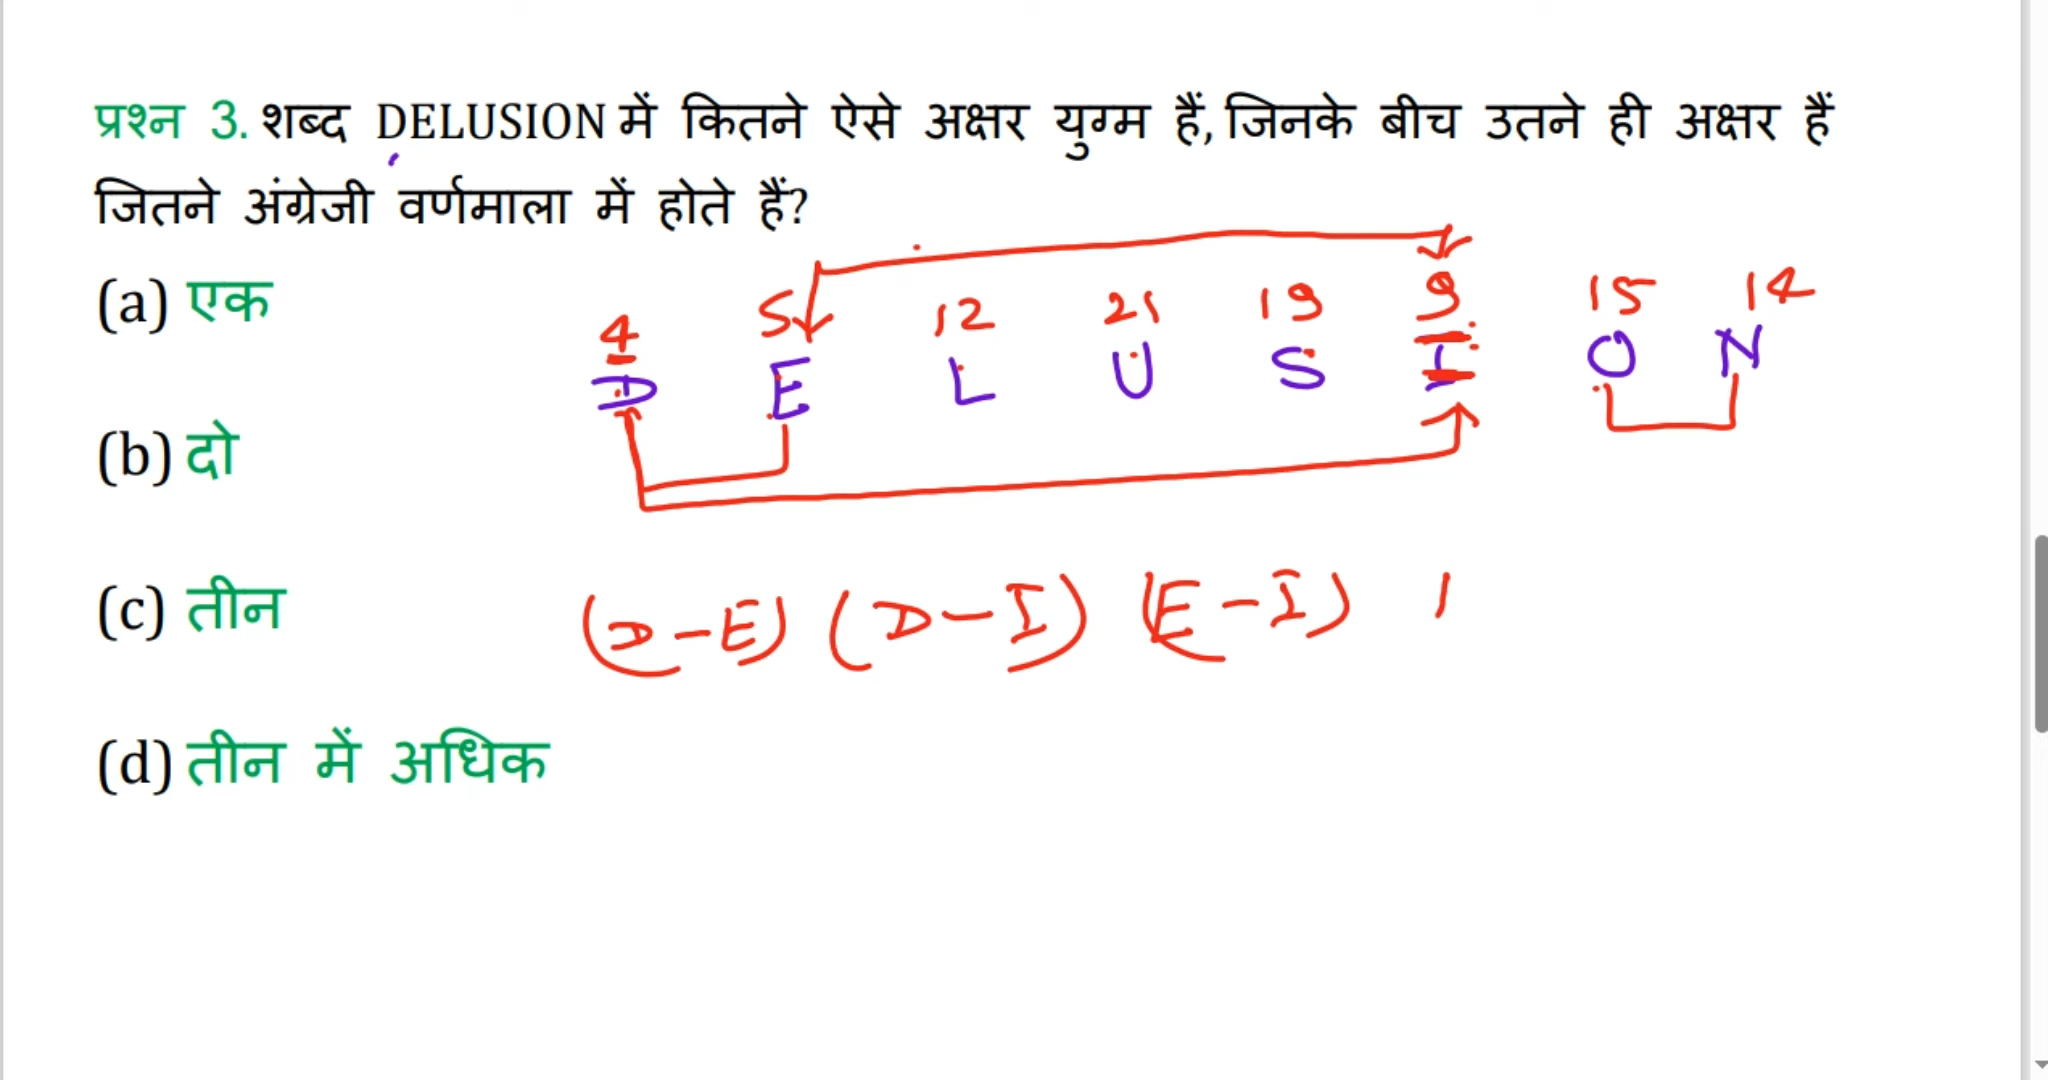 प्रश्न 3. शब्द DELUSION में कितने ऐसे अक्षर युग्म हैं, जिनके बीच उतने ही अक्षर हैं
जितने अंग्रेजी वर्णमाला में होते हैं?
(a) एक
4 5 12 21 19 9 15 14
D E L U S I O N
(b) दो
(c) तीन
(D-E) (D-I) (E-I) 1
(d) तीन में अधिक